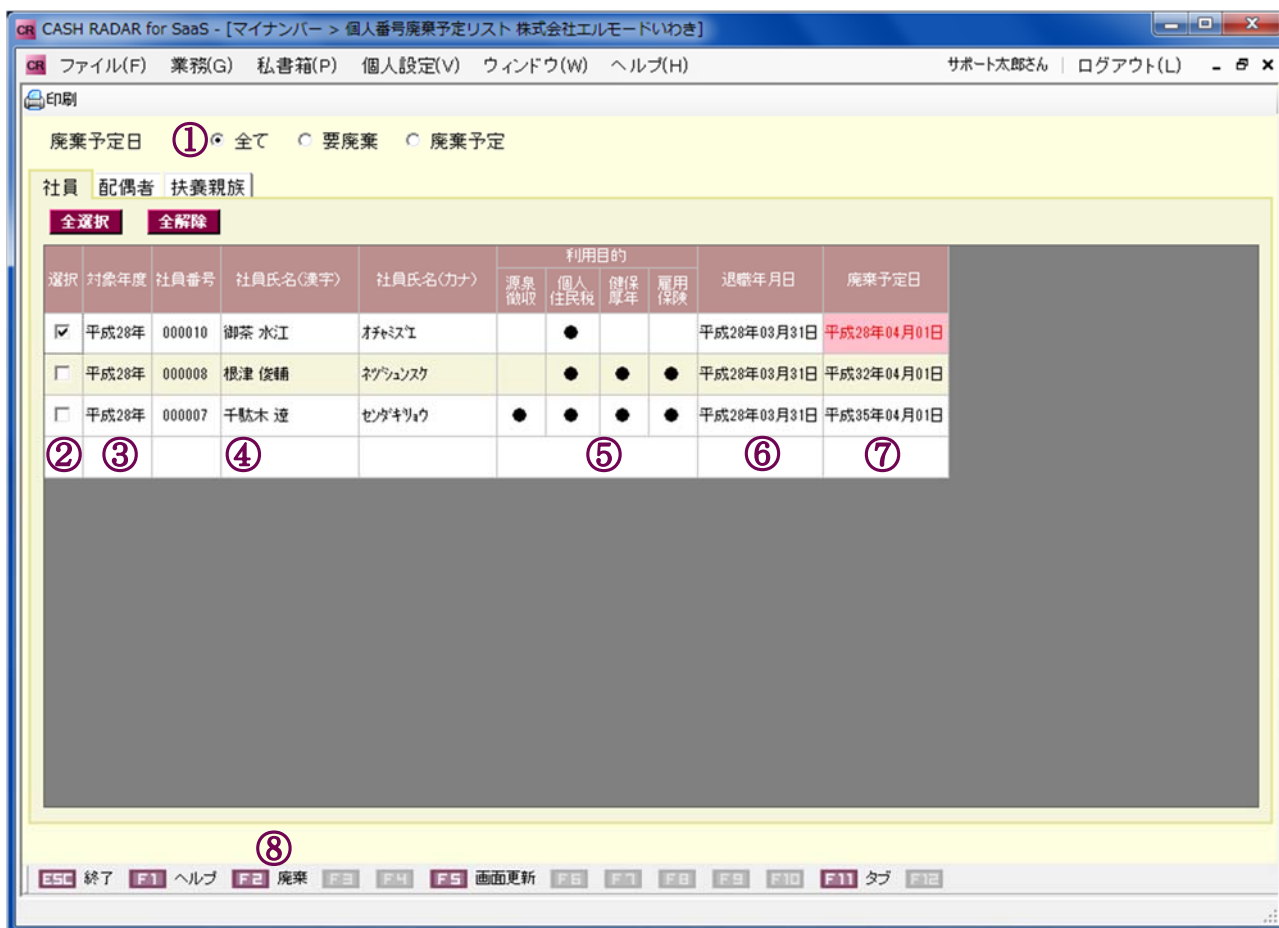 CR CASH RADAR for SaaS - [マイナンバー > 個人番号廃棄予定リスト 株式会社エルモードいわき]
CR ファイル(F) 業務(G) 私書箱(P) 個人設定(V) ウィンドウ(W) ヘルプ(H) サポート太郎さん ログアウト(L)
印刷
廃棄予定日 ① 全て 要廃棄 廃棄予定
社員 配偶者 扶養親族
全選択 全解除
利用目的
選択 対象年度 社員番号 社員氏名(漢字) 社員氏名(カナ) 源泉徴収 個人住民税 健保厚年 雇用保険 退職年月日 廃棄予定日
平成28年 000010 御茶 水江 オチャミズエ ● 平成28年03月31日 平成28年04月01日
平成28年 000008 根津 俊輔 ネヅシュンスケ ● ● ● 平成28年03月31日 平成32年04月01日
平成28年 000007 千駄木 遼 センダギリョウ ● ● ● ● 平成28年03月31日 平成35年04月01日
② ③ ④ ⑤ ⑥ ⑦
⑧
ESC 終了 F1 ヘルプ F2 廃棄 F3 F4 F5 画面更新 F6 F7 F8 F9 F10 F11 タブ F12